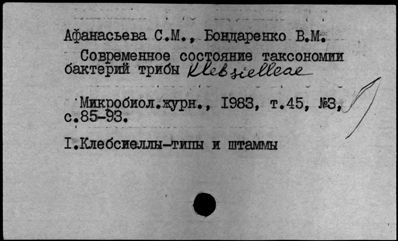 Афанасьева С.М., Бондаренко В.М.
Современное состояние таксономии
бактерий трибы Klebsielleae
Микробиол.журн., 1983, т.45, №3,
с.85-93.
I.Клебсиеллы-типы и штаммы